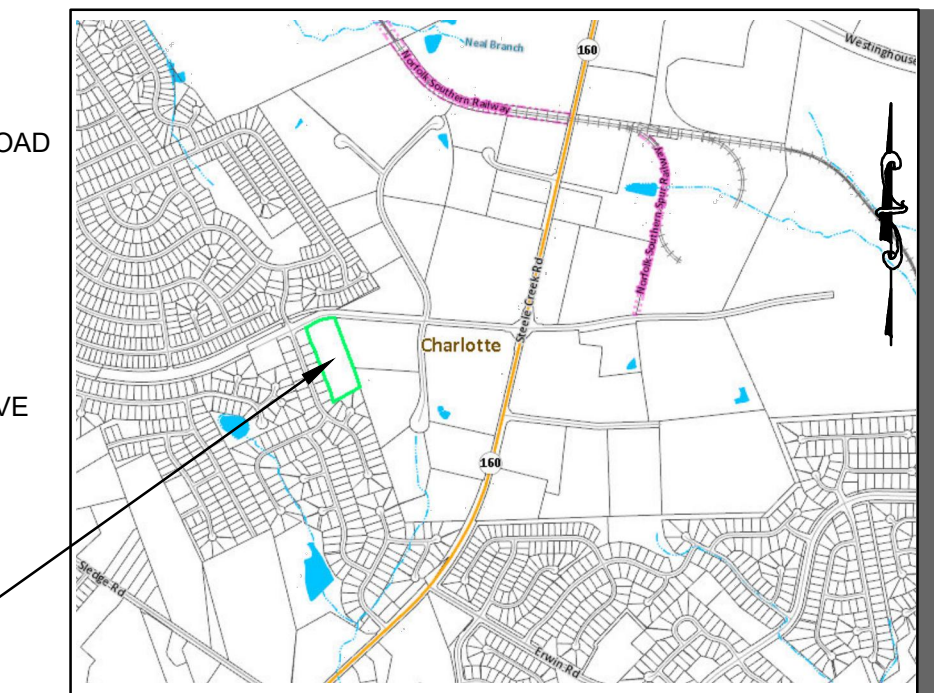 Neal Branch
160
Westinghouse
Norfolk Southern Railway
OAD
Norfolk Southern Spur Railway
Steele Creek Rd
Charlotte
VE
160
Sledge Rd
Erwin Rd